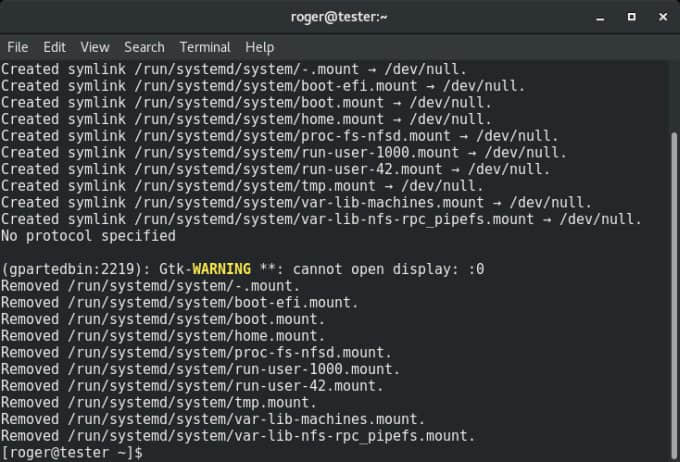 roger@tester:~
File Edit View Search Terminal Help
Created symlink /run/systemd/system/-.mount → /dev/null.
Created symlink /run/systemd/system/boot-efi.mount → /dev/null.
Created symlink /run/systemd/system/boot.mount → /dev/null.
Created symlink /run/systemd/system/home.mount → /dev/null.
Created symlink /run/systemd/system/proc-fs-nfsd.mount → /dev/null.
Created symlink /run/systemd/system/run-user-1000.mount → /dev/null.
Created symlink /run/systemd/system/run-user-42.mount → /dev/null.
Created symlink /run/systemd/system/tmp.mount → /dev/null.
Created symlink /run/systemd/system/var-lib-machines.mount → /dev/null.
Created symlink /run/systemd/system/var-lib-nfs-rpc_pipefs.mount → /dev/null.
No protocol specified
(gpartedbin:2219): Gtk-WARNING **: cannot open display: :0
Removed /run/systemd/system/-.mount.
Removed /run/systemd/system/boot-efi.mount.
Removed /run/systemd/system/boot.mount.
Removed /run/systemd/system/home.mount.
Removed /run/systemd/system/proc-fs-nfsd.mount.
Removed /run/systemd/system/run-user-1000.mount.
Removed /run/systemd/system/run-user-42.mount.
Removed /run/systemd/system/tmp.mount.
Removed /run/systemd/system/var-lib-machines.mount.
Removed /run/systemd/system/var-lib-nfs-rpc_pipefs.mount.
[roger@tester ~]$